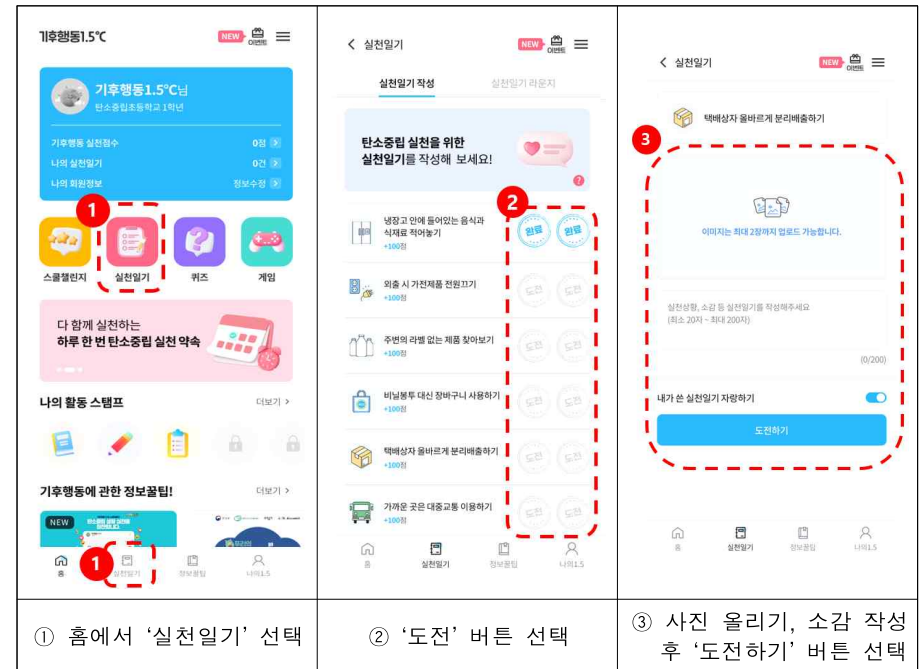 기후행동1.5℃
NEW
이벤트
기후행동1.5℃님
탄소중립초등학교 1학년
기후행동 실천점수
0점
나의 실천일기
0건
나의 회원정보
정보수정
1
스쿨챌린지
실천일기
퀴즈
게임
다 함께 실천하는
하루 한 번 탄소중립 실천 약속
나의 활동 스탬프
더보기 >
기후행동에 관한 정보꿀팁!
더보기 >
NEW
1
홈
실천일기
정보꿀팁
나의1.5
실천일기
NEW
이벤트
실천일기 작성
실천일기 라운지
탄소중립 실천을 위한
실천일기를 작성해 보세요!
?
2
냉장고 안에 들어있는 음식과
식재료 적어놓기
+100점
완료
완료
외출 시 가전제품 전원끄기
+100점
도전
도전
주변의 라벨 없는 제품 찾아보기
+100점
도전
도전
비닐봉투 대신 장바구니 사용하기
+100점
도전
도전
택배상자 올바르게 분리배출하기
+100점
도전
도전
가까운 곳은 대중교통 이용하기
+100점
도전
도전
홈
실천일기
정보꿀팁
나의1.5
실천일기
NEW
이벤트
택배상자 올바르게 분리배출하기
3
이미지는 최대 2장까지 업로드 가능합니다.
실천상황, 소감 등 실천일기를 작성해주세요
(최소 20자 ~ 최대 200자)
(0/200)
내가 쓴 실천일기 자랑하기
도전하기
홈
실천일기
정보꿀팁
나의1.5
① 홈에서 ‘실천일기’ 선택
② ‘도전’ 버튼 선택
③ 사진 올리기, 소감 작성
후 ‘도전하기’ 버튼 선택